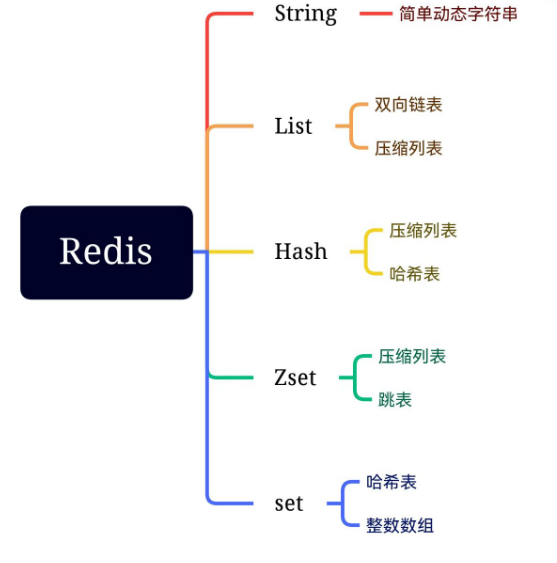 Redis
String
简单动态字符串
List
双向链表
压缩列表
Hash
压缩列表
哈希表
Zset
压缩列表
跳表
set
哈希表
整数数组